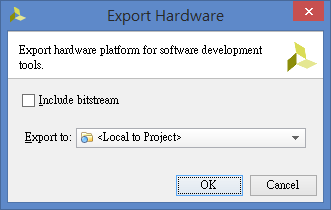 Export Hardware
Export hardware platform for software development
tools.
Include bitstream
Export to: <Local to Project>
OK Cancel